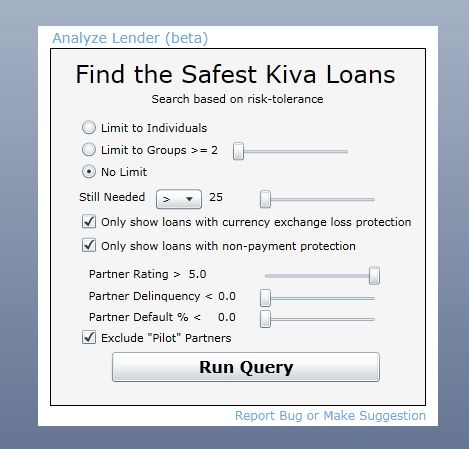 Analyze Lender (beta)
Find the Safest Kiva Loans
Search based on risk-tolerance
Limit to Individuals
Limit to Groups >= 2
No Limit
Still Needed > 25
Only show loans with currency exchange loss protection
Only show loans with non-payment protection
Partner Rating > 5.0
Partner Delinquency < 0.0
Partner Default % < 0.0
Exclude "Pilot" Partners
Run Query
Report Bug or Make Suggestion